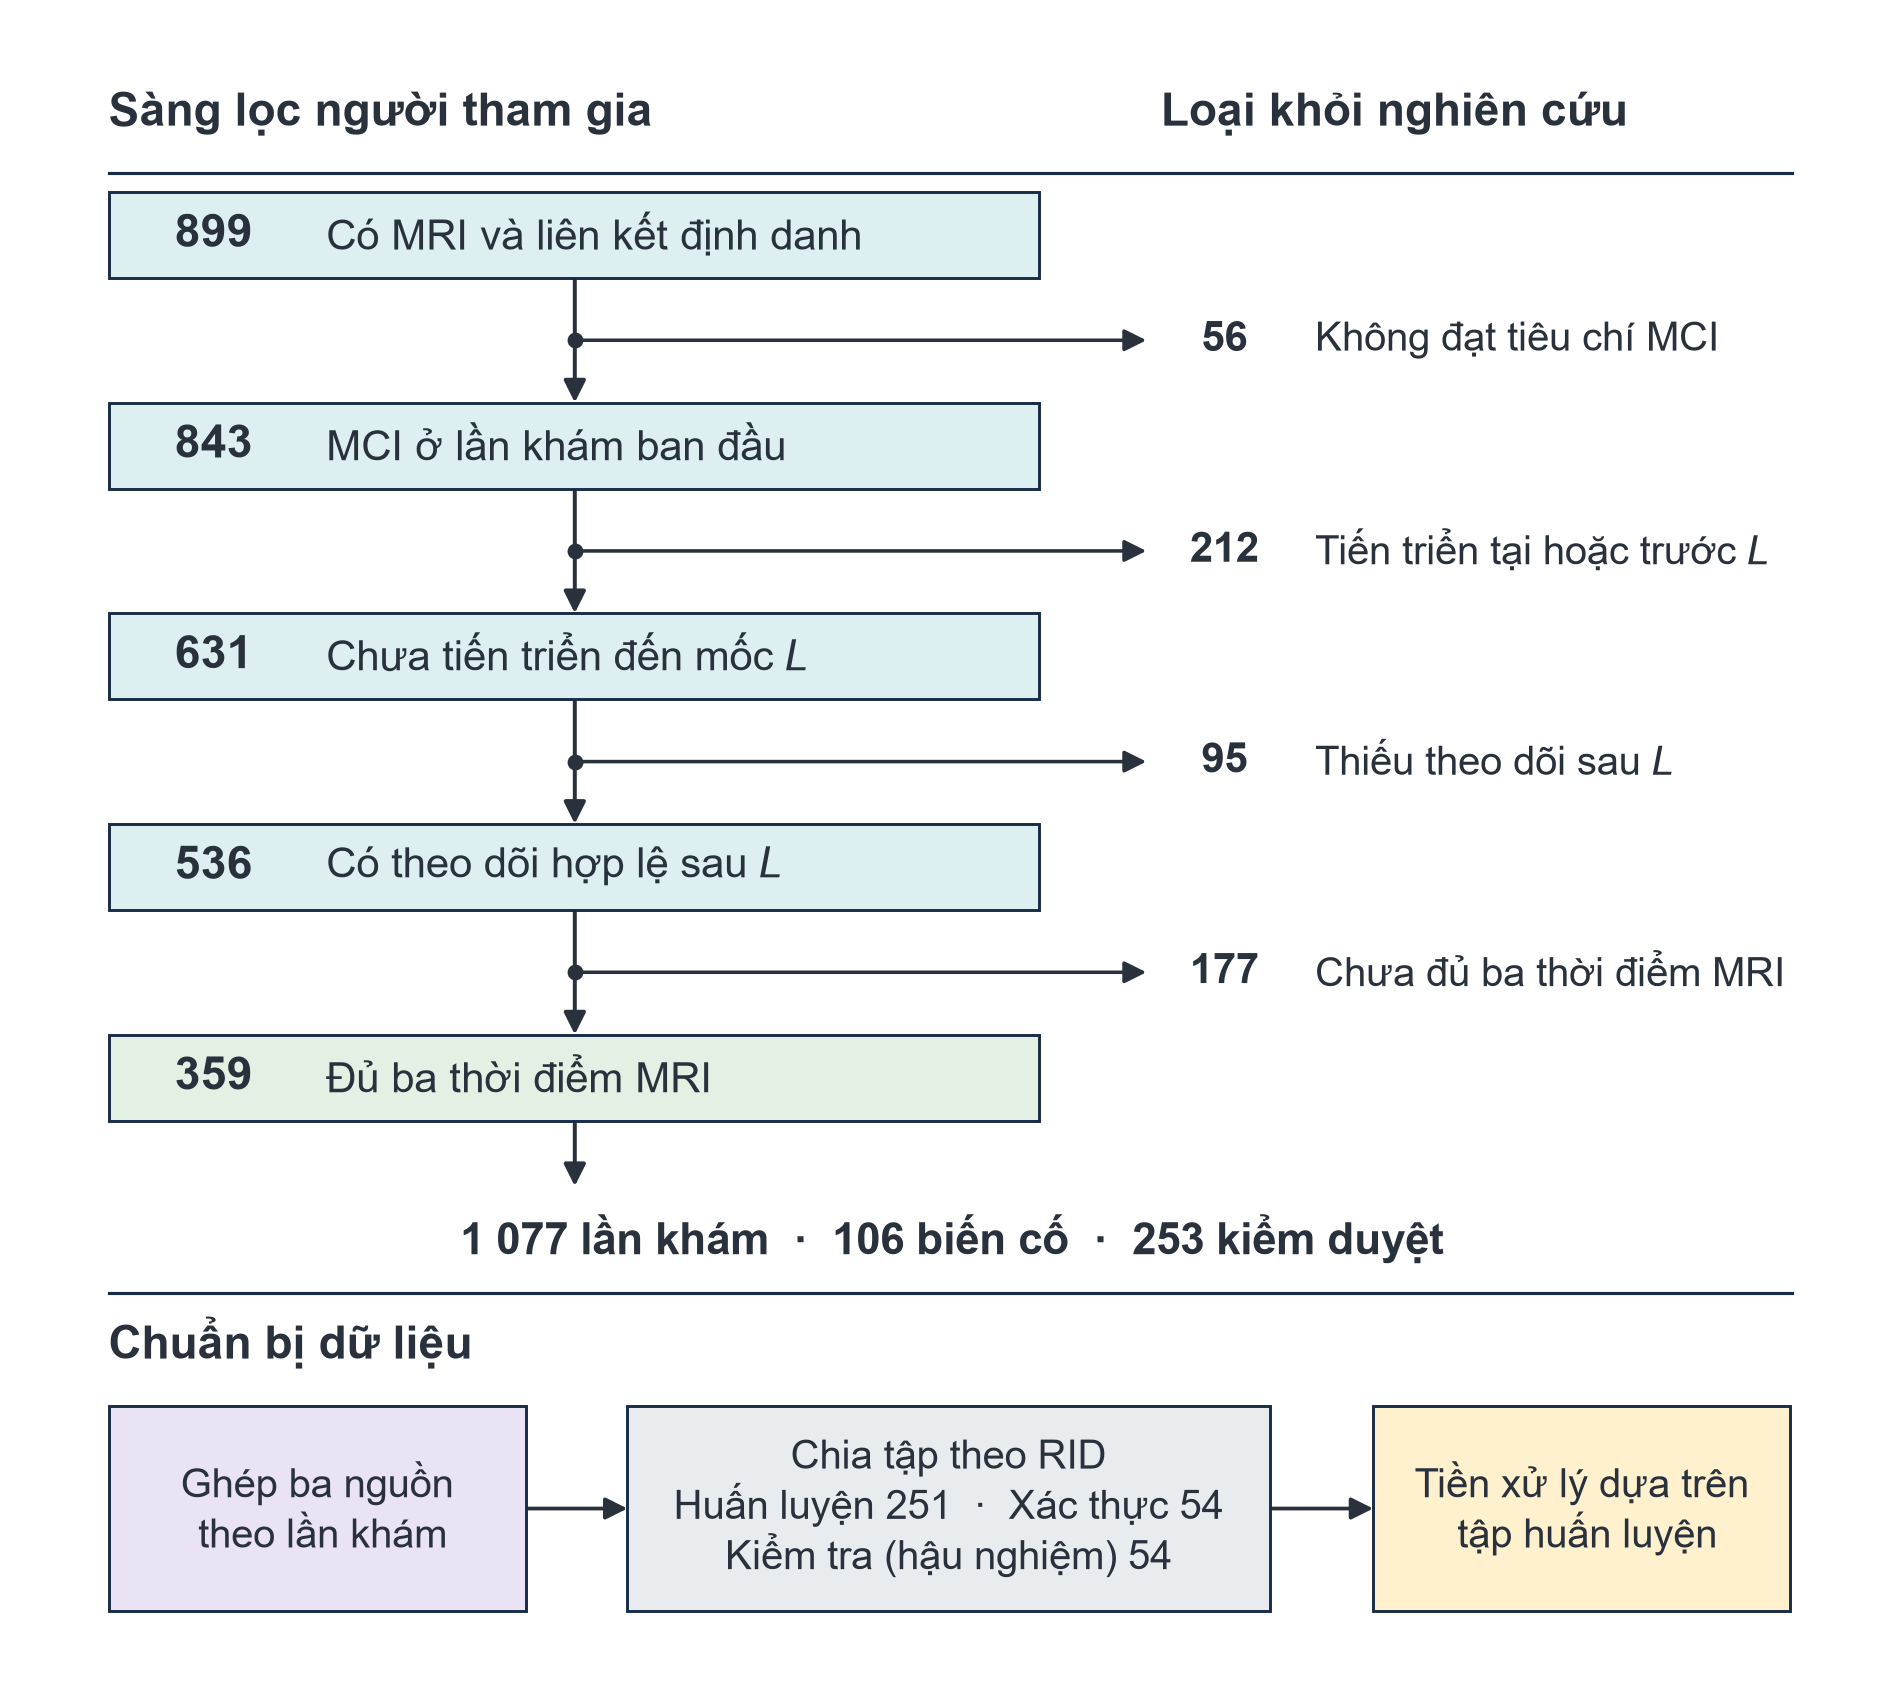 Sàng lọc người tham gia
Loại khỏi nghiên cứu
899 Có MRI và liên kết định danh
56 Không đạt tiêu chí MCI
843 MCI ở lần khám ban đầu
212 Tiến triển tại hoặc trước L
631 Chưa tiến triển đến mốc L
95 Thiếu theo dõi sau L
536 Có theo dõi hợp lệ sau L
177 Chưa đủ ba thời điểm MRI
359 Đủ ba thời điểm MRI
1 077 lần khám · 106 biến cố · 253 kiểm duyệt
Chuẩn bị dữ liệu
Ghép ba nguồn
theo lần khám
Chia tập theo RID
Huấn luyện 251 · Xác thực 54
Kiểm tra (hậu nghiệm) 54
Tiền xử lý dựa trên
tập huấn luyện